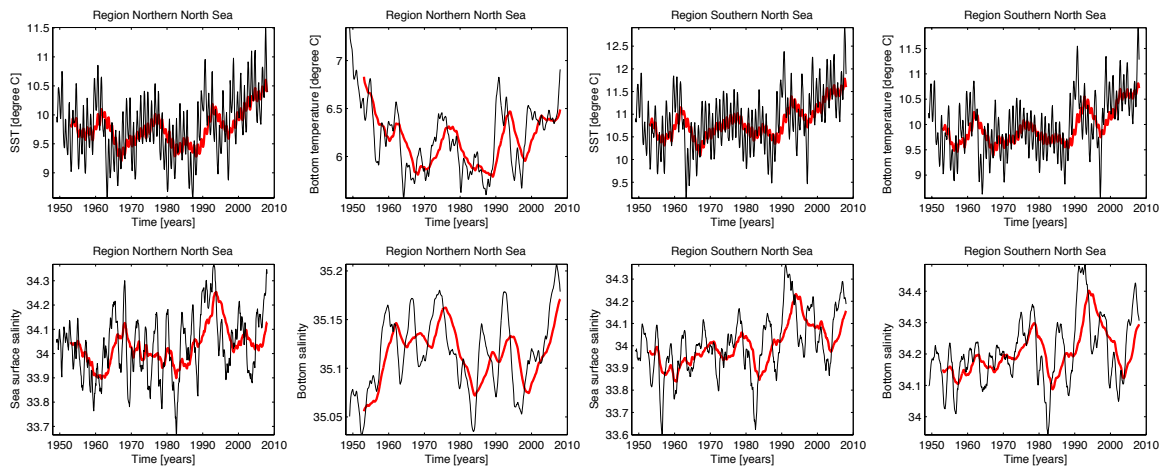 Region Northern North Sea
SST [degree C]
11.5
11
10.5
10
9.5
9
1950 1960 1970 1980 1990 2000 2010
Time [years]
Region Northern North Sea
Bottom temperature [degree C]
7
6.5
6
1950 1960 1970 1980 1990 2000 2010
Time [years]
Region Southern North Sea
SST [degree C]
12.5
12
11.5
11
10.5
10
9.5
1950 1960 1970 1980 1990 2000 2010
Time [years]
Region Southern North Sea
Bottom temperature [degree C]
11.5
11
10.5
10
9.5
9
1950 1960 1970 1980 1990 2000 2010
Time [years]
Region Northern North Sea
Sea surface salinity
34.3
34.2
34.1
34
33.9
33.8
33.7
1950 1960 1970 1980 1990 2000 2010
Time [years]
Region Northern North Sea
Bottom salinity
35.2
35.15
35.1
35.05
1950 1960 1970 1980 1990 2000 2010
Time [years]
Region Southern North Sea
Sea surface salinity
34.3
34.2
34.1
34
33.9
33.8
33.7
33.6
1950 1960 1970 1980 1990 2000 2010
Time [years]
Region Southern North Sea
Bottom salinity
34.4
34.3
34.2
34.1
34
1950 1960 1970 1980 1990 2000 2010
Time [years]